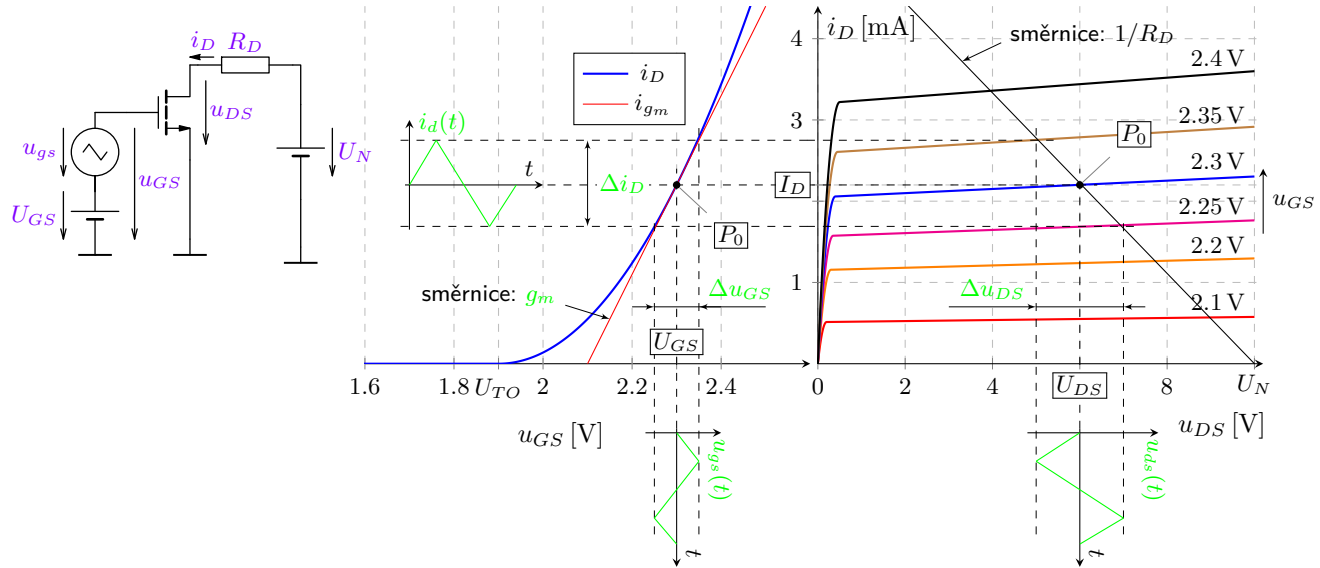 i_D R_D
u_DS
u_gs
u_GS
U_GS
U_N
i_D
i_{g_m}
i_d(t)
t
Δi_D
P_0
směrnice: g_m
Δu_GS
U_GS
1.6 1.8 U_TO 2 2.2 2.4
u_GS [V]
u_gs(t)
t
i_D [mA]
směrnice: 1/R_D
4
3
I_D
1
2.4 V
2.35 V
P_0
2.3 V
2.25 V
2.2 V
2.1 V
u_GS
Δu_DS
0 2 4 U_DS 8 U_N
u_DS [V]
u_ds(t)
t